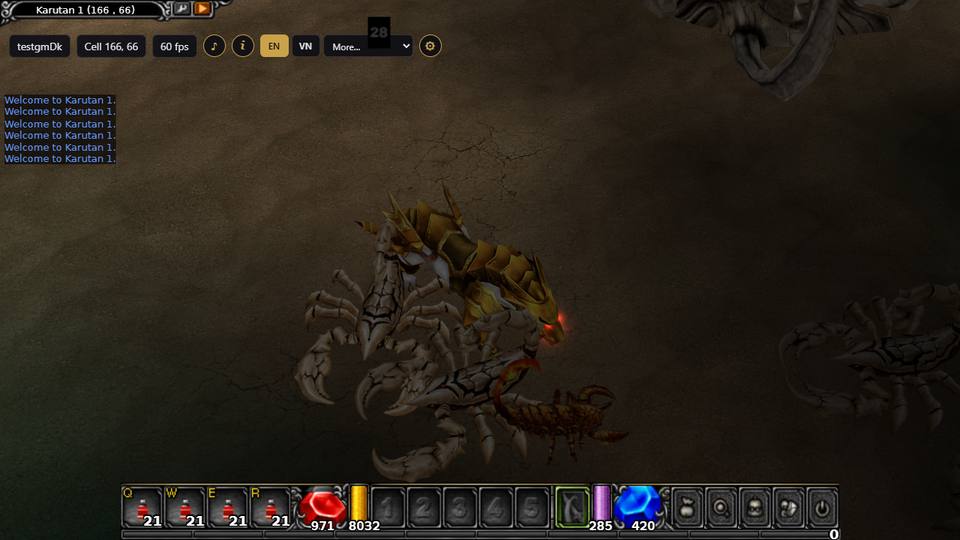 Karutan 1 (166 , 66)
28
testgmDk
Cell 166, 66
60 fps
EN
VN
More...
Welcome to Karutan 1.
Welcome to Karutan 1.
Welcome to Karutan 1.
Welcome to Karutan 1.
Welcome to Karutan 1.
Welcome to Karutan 1.
Q W E R
21 21 21 21 971 8032 1 2 3 4 5 285 420
0